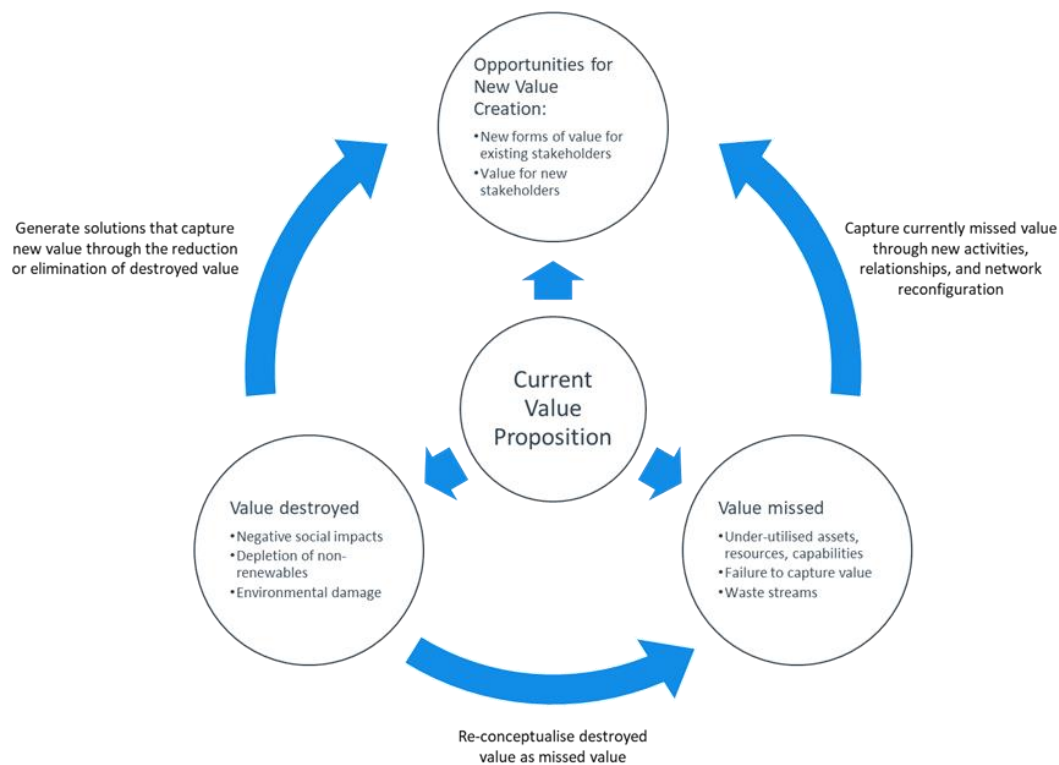 Opportunities for
New Value
Creation:
•New forms of value for
existing stakeholders
•Value for new
stakeholders
Generate solutions that capture
new value through the reduction
or elimination of destroyed value
Capture currently missed value
through new activities,
relationships, and network
reconfiguration
Current
Value
Proposition
Value destroyed
•Negative social impacts
•Depletion of non-
renewables
•Environmental damage
Value missed
•Under-utilised assets,
resources, capabilities
•Failure to capture value
•Waste streams
Re-conceptualise destroyed
value as missed value